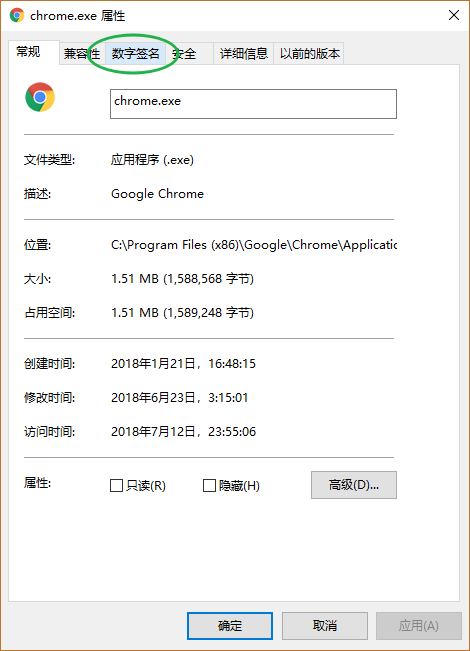 chrome.exe 属性
常规 兼容性 数字签名 安全 详细信息 以前的版本
chrome.exe
文件类型: 应用程序 (.exe)
描述: Google Chrome
位置: C:\Program Files (x86)\Google\Chrome\Applicatic
大小: 1.51 MB (1,588,568 字节)
占用空间: 1.51 MB (1,589,248 字节)
创建时间: 2018年1月21日，16:48:15
修改时间: 2018年6月23日，3:15:01
访问时间: 2018年7月12日，23:55:06
属性: 只读(R) 隐藏(H) 高级(D)...
确定 取消 应用(A)